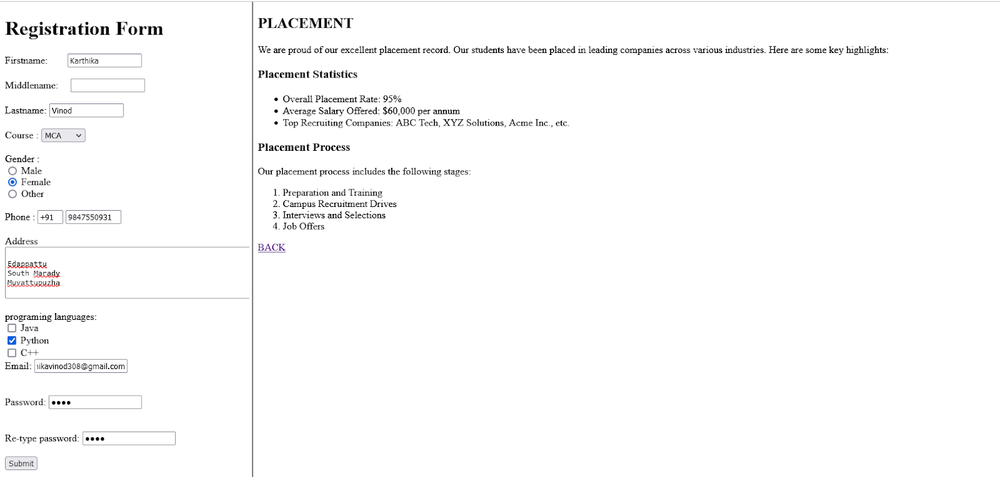 Registration Form
Firstname: Karthika
Middlename:
Lastname: Vinod
Course : MCA
Gender :
Male
Female
Other
Phone : +91 9847550931
Address
Edappattu
South Marady
Muvattupuzha
programing languages:
Java
Python
C++
Email: ikavinod308@gmail.com
Password: ••••
Re-type password: ••••
Submit
PLACEMENT
We are proud of our excellent placement record. Our students have been placed in leading companies across various industries. Here are some key highlights:
Placement Statistics
• Overall Placement Rate: 95%
• Average Salary Offered: $60,000 per annum
• Top Recruiting Companies: ABC Tech, XYZ Solutions, Acme Inc., etc.
Placement Process
Our placement process includes the following stages:
1. Preparation and Training
2. Campus Recruitment Drives
3. Interviews and Selections
4. Job Offers
BACK